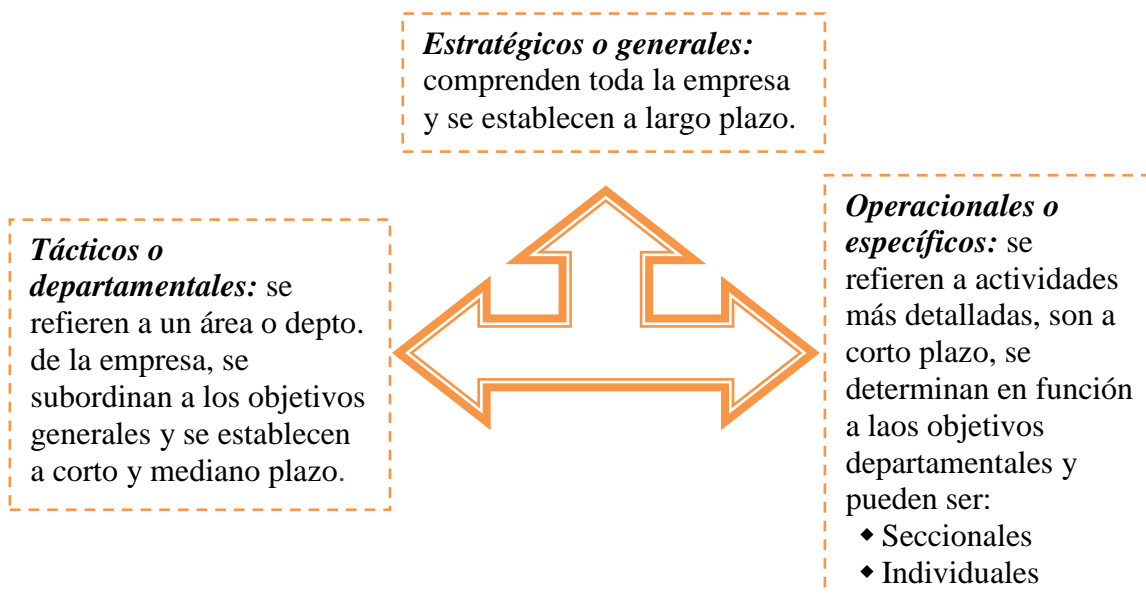 Estratégicos o generales:
comprenden toda la empresa
y se establecen a largo plazo.
Tácticos o
departamentales: se
refieren a un área o depto.
de la empresa, se
subordinan a los objetivos
generales y se establecen
a corto y mediano plazo.
Operacionales o
específicos: se
refieren a actividades
más detalladas, son a
corto plazo, se
determinan en función
a laos objetivos
departamentales y
pueden ser:
◆ Seccionales
◆ Individuales